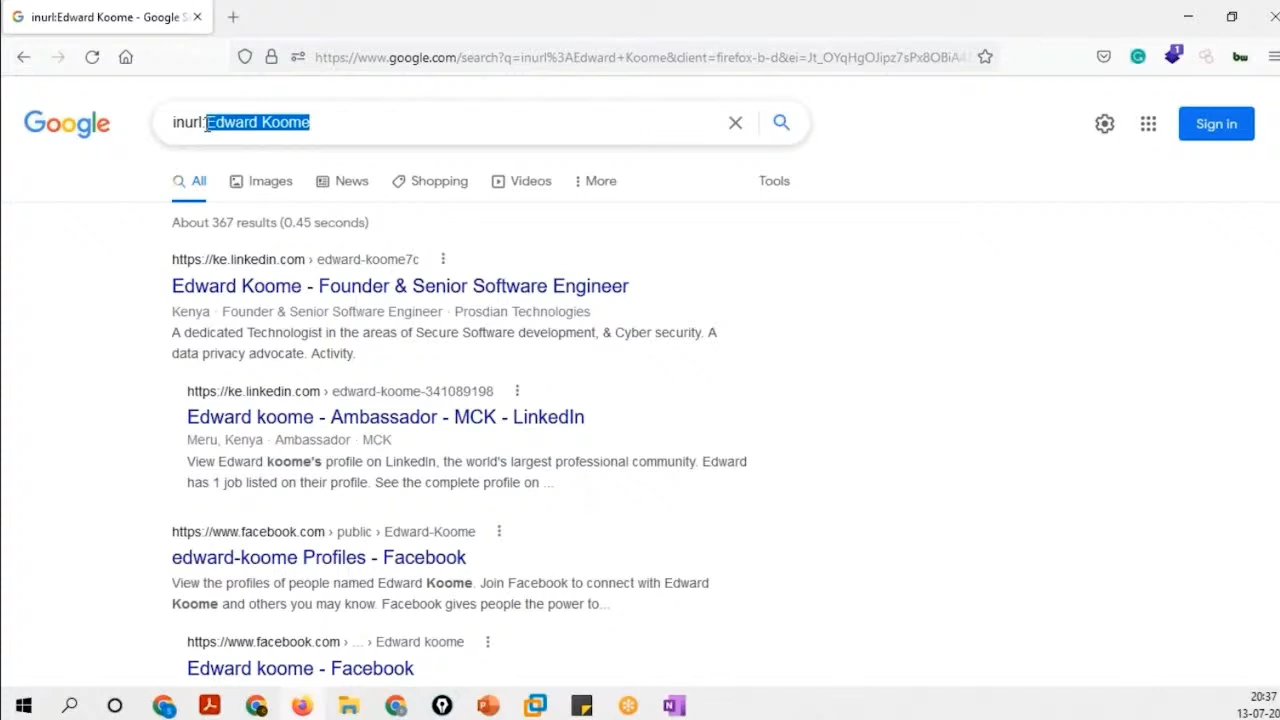 inurl:Edward Koome - Google S
https://www.google.com/search?q=inurl%3AEdward+Koome&client=firefox-b-d&ei=Jt_OYqHgOJipz7sPx8OBiA4
1
Google
inurl:Edward Koome
Sign in
All Images News Shopping Videos More Tools
About 367 results (0.45 seconds)
https://ke.linkedin.com › edward-koome7c
Edward Koome - Founder & Senior Software Engineer
Kenya · Founder & Senior Software Engineer · Prosdian Technologies
A dedicated Technologist in the areas of Secure Software development, & Cyber security. A
data privacy advocate. Activity.
https://ke.linkedin.com › edward-koome-341089198
Edward koome - Ambassador - MCK - LinkedIn
Meru, Kenya · Ambassador · MCK
View Edward koome's profile on LinkedIn, the world's largest professional community. Edward
has 1 job listed on their profile. See the complete profile on ...
https://www.facebook.com › public › Edward-Koome
edward-koome Profiles - Facebook
View the profiles of people named Edward Koome. Join Facebook to connect with Edward
Koome and others you may know. Facebook gives people the power to...
https://www.facebook.com › ... › Edward koome
Edward koome - Facebook
20:37
13-07-20